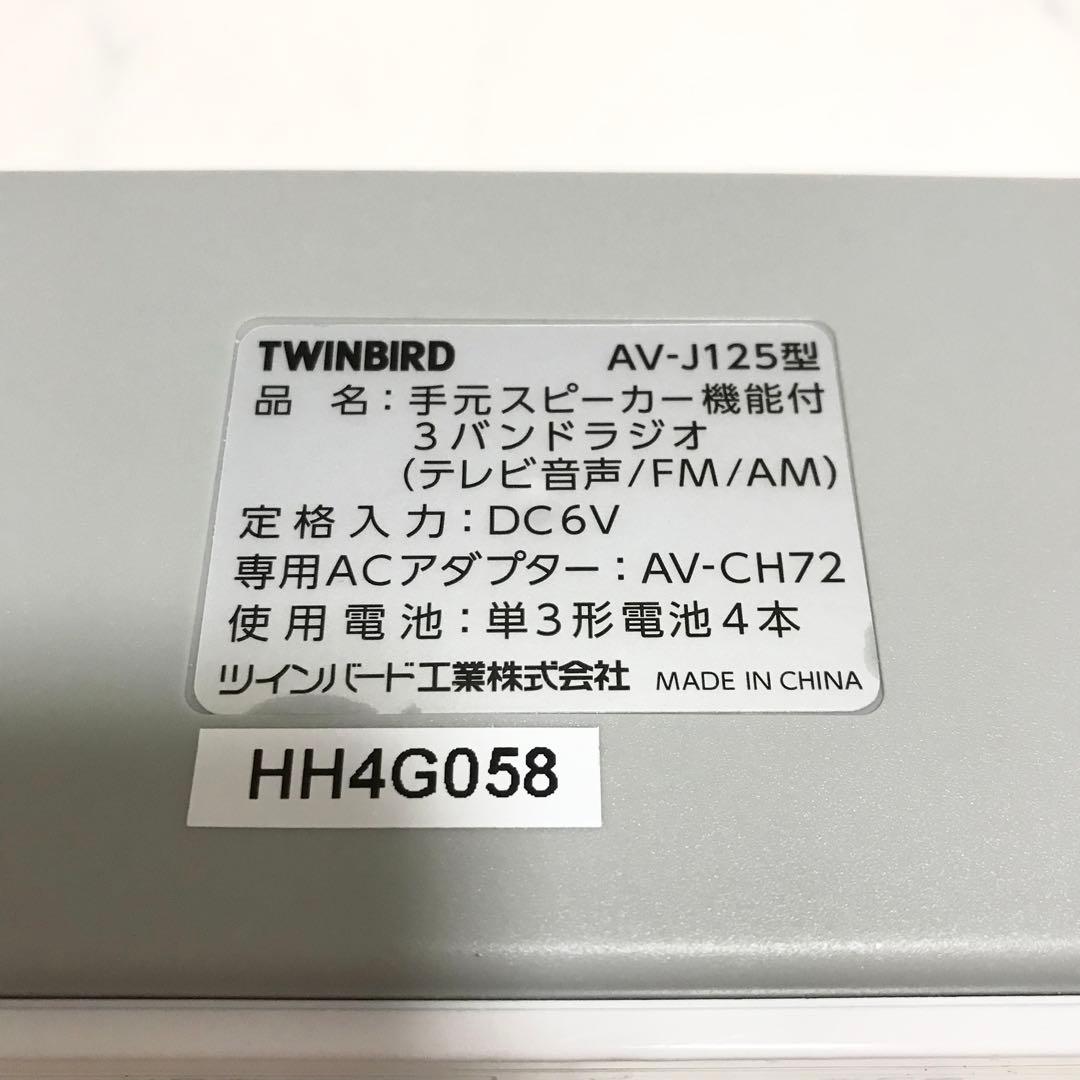 TWINBIRD AV-J125型
品 名：手元スピーカー機能付
3バンドラジオ
(テレビ音声/FM/AM)
定格入力：DC6V
専用ACアダプター：AV-CH72
使用電池：単3形電池4本
ツインバード工業株式会社 MADE IN CHINA
HH4G058